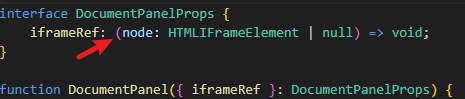 interface DocumentPanelProps {
iframeRef: (node: HTMLIFrameElement | null) => void;
}
function DocumentPanel({ iframeRef }: DocumentPanelProps) {